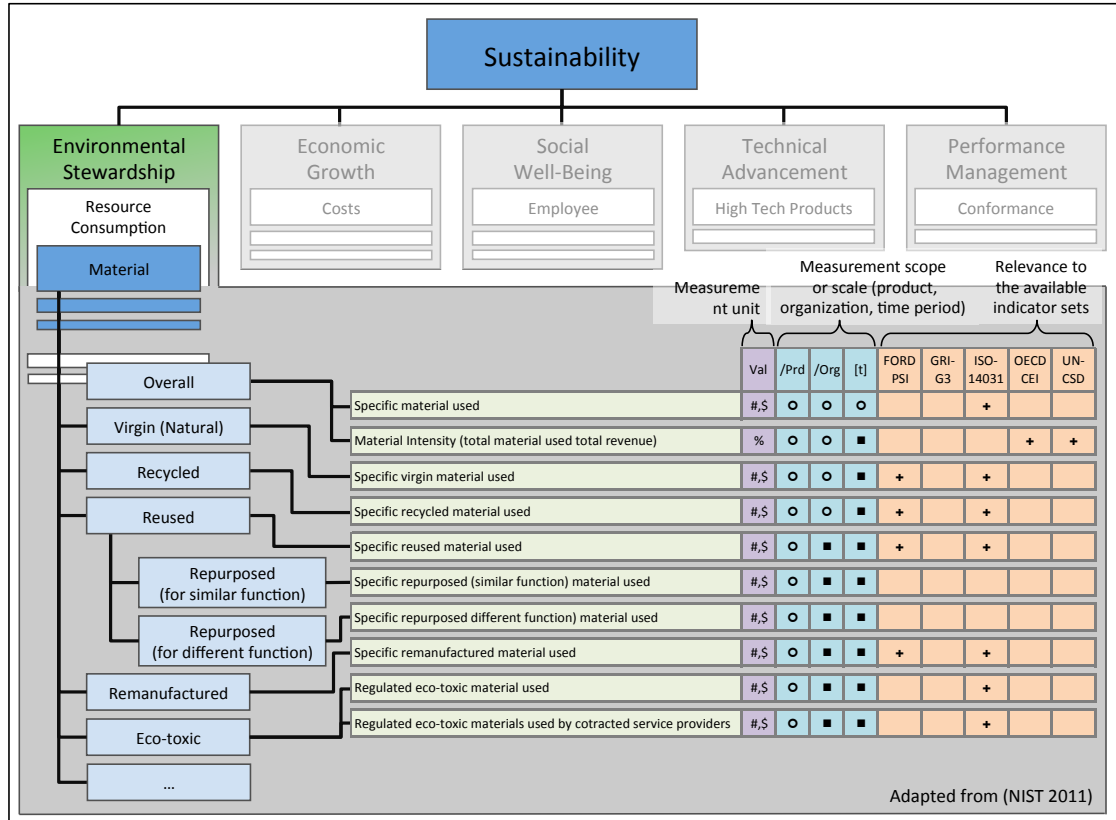 Sustainability
Environmental
Stewardship
Economic
Growth
Social
Well-Being
Technical
Advancement
Performance
Management
Resource
Consumption
Costs
Employee
High Tech Products
Conformance
Material
Measureme
nt unit
Measurement scope
or scale (product,
organization, time period)
Relevance to
the available
indicator sets
Val
/Prd
/Org
[t]
FORD
PSI
GRI-
G3
ISO-
14031
OECD
CEI
UN-
CSD
Overall
Virgin (Natural)
Recycled
Reused
Repurposed
(for similar function)
Repurposed
(for different function)
Remanufactured
Eco-toxic
...
Specific material used #,$ +
Material Intensity (total material used total revenue) % + +
Specific virgin material used #,$ + +
Specific recycled material used #,$ + +
Specific reused material used #,$ + +
Specific repurposed (similar function) material used #,$
Specific repurposed different function) material used #,$
Specific remanufactured material used #,$ + +
Regulated eco-toxic material used #,$ +
Regulated eco-toxic materials used by cotracted service providers #,$ +
Adapted from (NIST 2011)